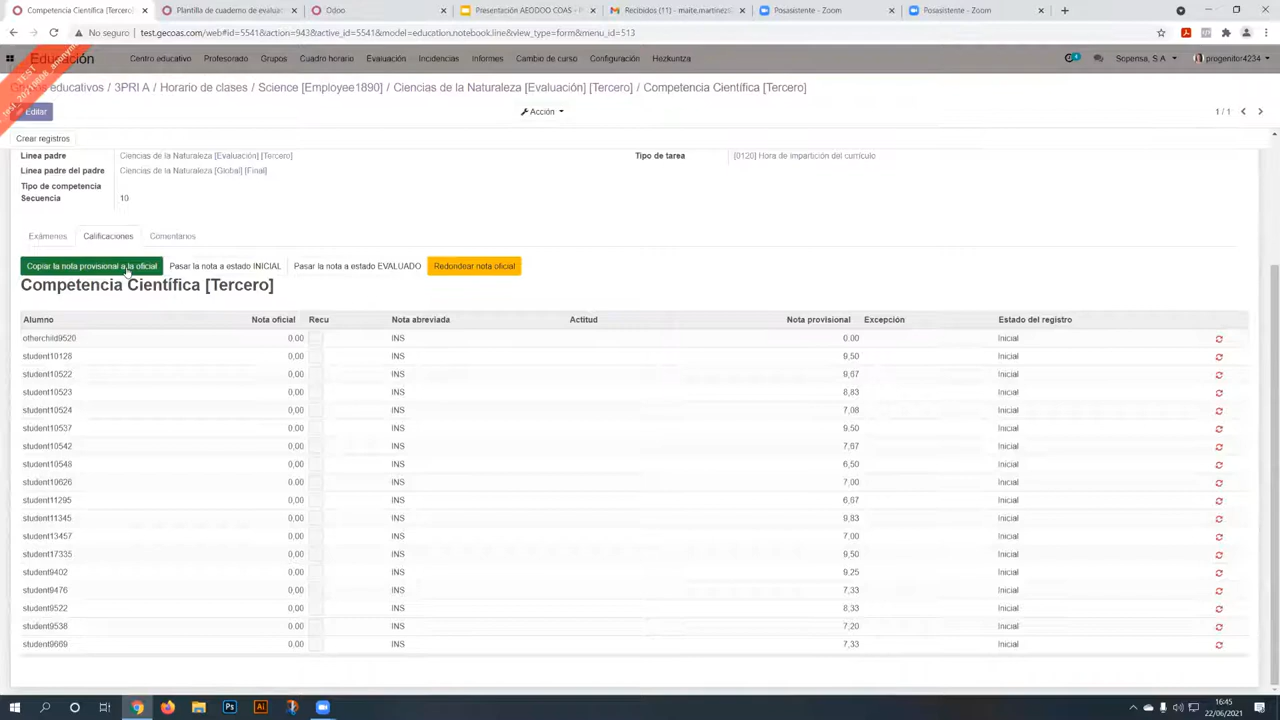 Competencia Científica [Tercero]
Plantilla de cuaderno de evaluac
Odoo
Presentación AEODOO COAS - P
Recibidos (11) - maite.martinez
Posasistente - Zoom
Posasistente - Zoom
No seguro | test.gecoas.com/web#id=5541&action=943&active_id=5541&model=education.notebook.line&view_type=form&menu_id=513
TEST
Educación
Centro educativo Profesorado Grupos Cuadro horario Evaluación Incidencias Informes Cambio de curso Configuración Hezkuntza
Sopensa, S.A.
progenitor4234
educativos / 3PRI A / Horario de clases / Science [Employee1890] / Ciencias de la Naturaleza [Evaluación] [Tercero] / Competencia Científica [Tercero]
Editar
Acción
1 / 1
Crear registros
Línea padre Ciencias de la Naturaleza [Evaluación] [Tercero] Tipo de tarea [0120] Hora de impartición del currículo
Línea padre del padre Ciencias de la Naturaleza [Global] [Final]
Tipo de competencia
Secuencia 10
Exámenes Calificaciones Comentarios
Copiar la nota provisional a la oficial Pasar la nota a estado INICIAL Pasar la nota a estado EVALUADO Redondear nota oficial
Competencia Científica [Tercero]
Alumno Nota oficial Recu Nota abreviada Actitud Nota provisional Excepción Estado del registro
otherchild9520 0,00 INS 0.00 Inicial
student10128 0,00 INS 9,50 Inicial
student10522 0,00 INS 9,67 Inicial
student10523 0,00 INS 8,83 Inicial
student10524 0,00 INS 7,08 Inicial
student10537 0,00 INS 9,50 Inicial
student10542 0,00 INS 7,67 Inicial
student10548 0,00 INS 6,50 Inicial
student10626 0,00 INS 7,00 Inicial
student11295 0,00 INS 6,67 Inicial
student11345 0,00 INS 9,83 Inicial
student13457 0,00 INS 7,00 Inicial
student17335 0,00 INS 9,50 Inicial
student9402 0,00 INS 9,25 Inicial
student9476 0,00 INS 7,33 Inicial
student9522 0,00 INS 8,33 Inicial
student9538 0,00 INS 7,20 Inicial
student9669 0,00 INS 7,33 Inicial
16:45
22/06/2021